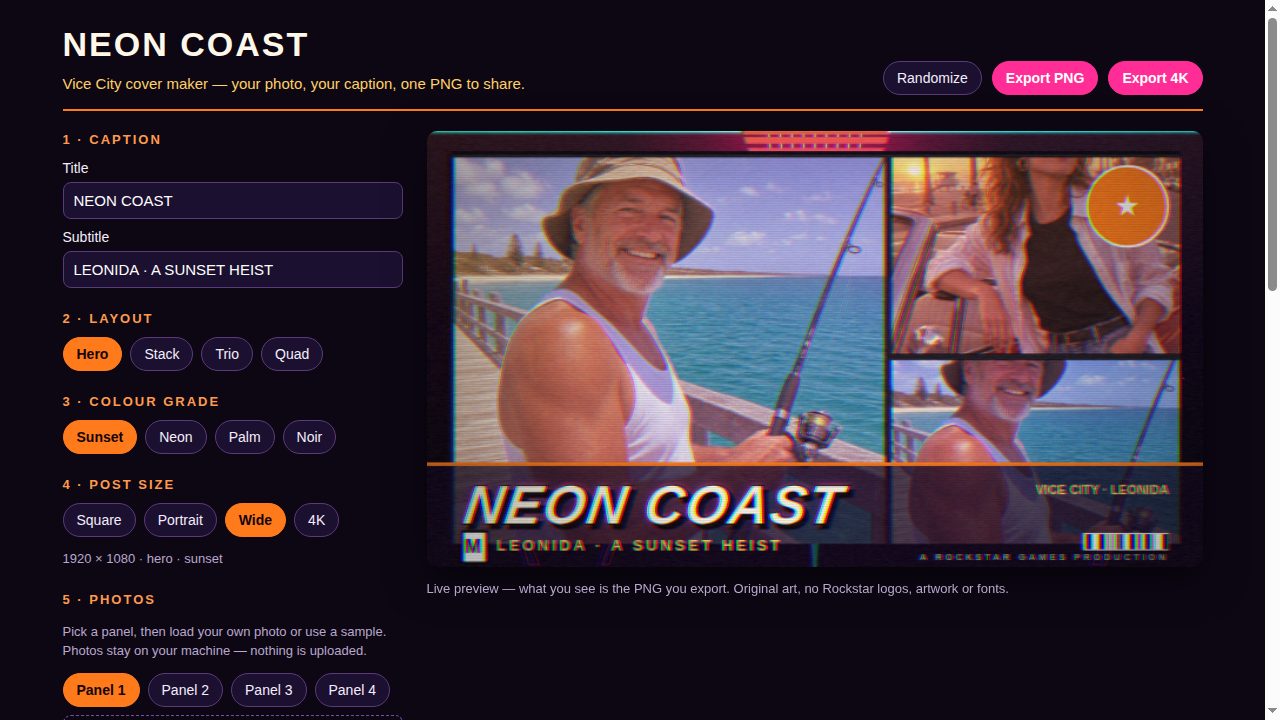 NEON COAST
Vice City cover maker — your photo, your caption, one PNG to share.
Randomize
Export PNG
Export 4K
1 · CAPTION
Title
NEON COAST
Subtitle
LEONIDA · A SUNSET HEIST
2 · LAYOUT
Hero
Stack
Trio
Quad
3 · COLOUR GRADE
Sunset
Neon
Palm
Noir
4 · POST SIZE
Square
Portrait
Wide
4K
1920 × 1080 · hero · sunset
5 · PHOTOS
Pick a panel, then load your own photo or use a sample.
Photos stay on your machine — nothing is uploaded.
Panel 1
Panel 2
Panel 3
Panel 4
NEON COAST
M
LEONIDA · A SUNSET HEIST
VICE CITY · LEONIDA
A ROCKSTAR GAMES PRODUCTION
Live preview — what you see is the PNG you export. Original art, no Rockstar logos, artwork or fonts.